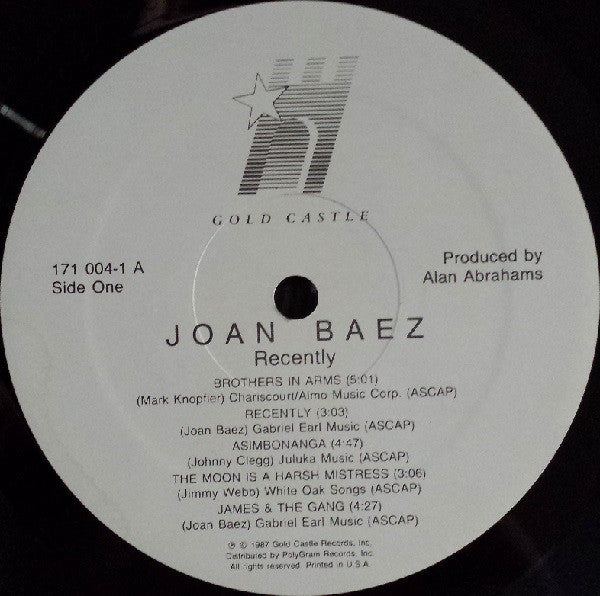 GOLD CASTLE
171 004-1 A
Side One
Produced by
Alan Abrahams
JOAN BAEZ
Recently
BROTHERS IN ARMS (5:01)
(Mark Knopfler) Chariscourt/Almo Music Corp. (ASCAP)
RECENTLY (3:03)
(Joan Baez) Gabriel Earl Music (ASCAP)
ASIMBONANGA (4:47)
(Johnny Clegg) Juluka Music (ASCAP)
THE MOON IS A HARSH MISTRESS (3:06)
(Jimmy Webb) White Oak Songs (ASCAP)
JAMES & THE GANG (4:27)
(Joan Baez) Gabriel Earl Music (ASCAP)
℗ © 1987 Gold Castle Records, Inc.
Distributed by PolyGram Records, Inc.
All rights reserved. Printed in U.S.A.